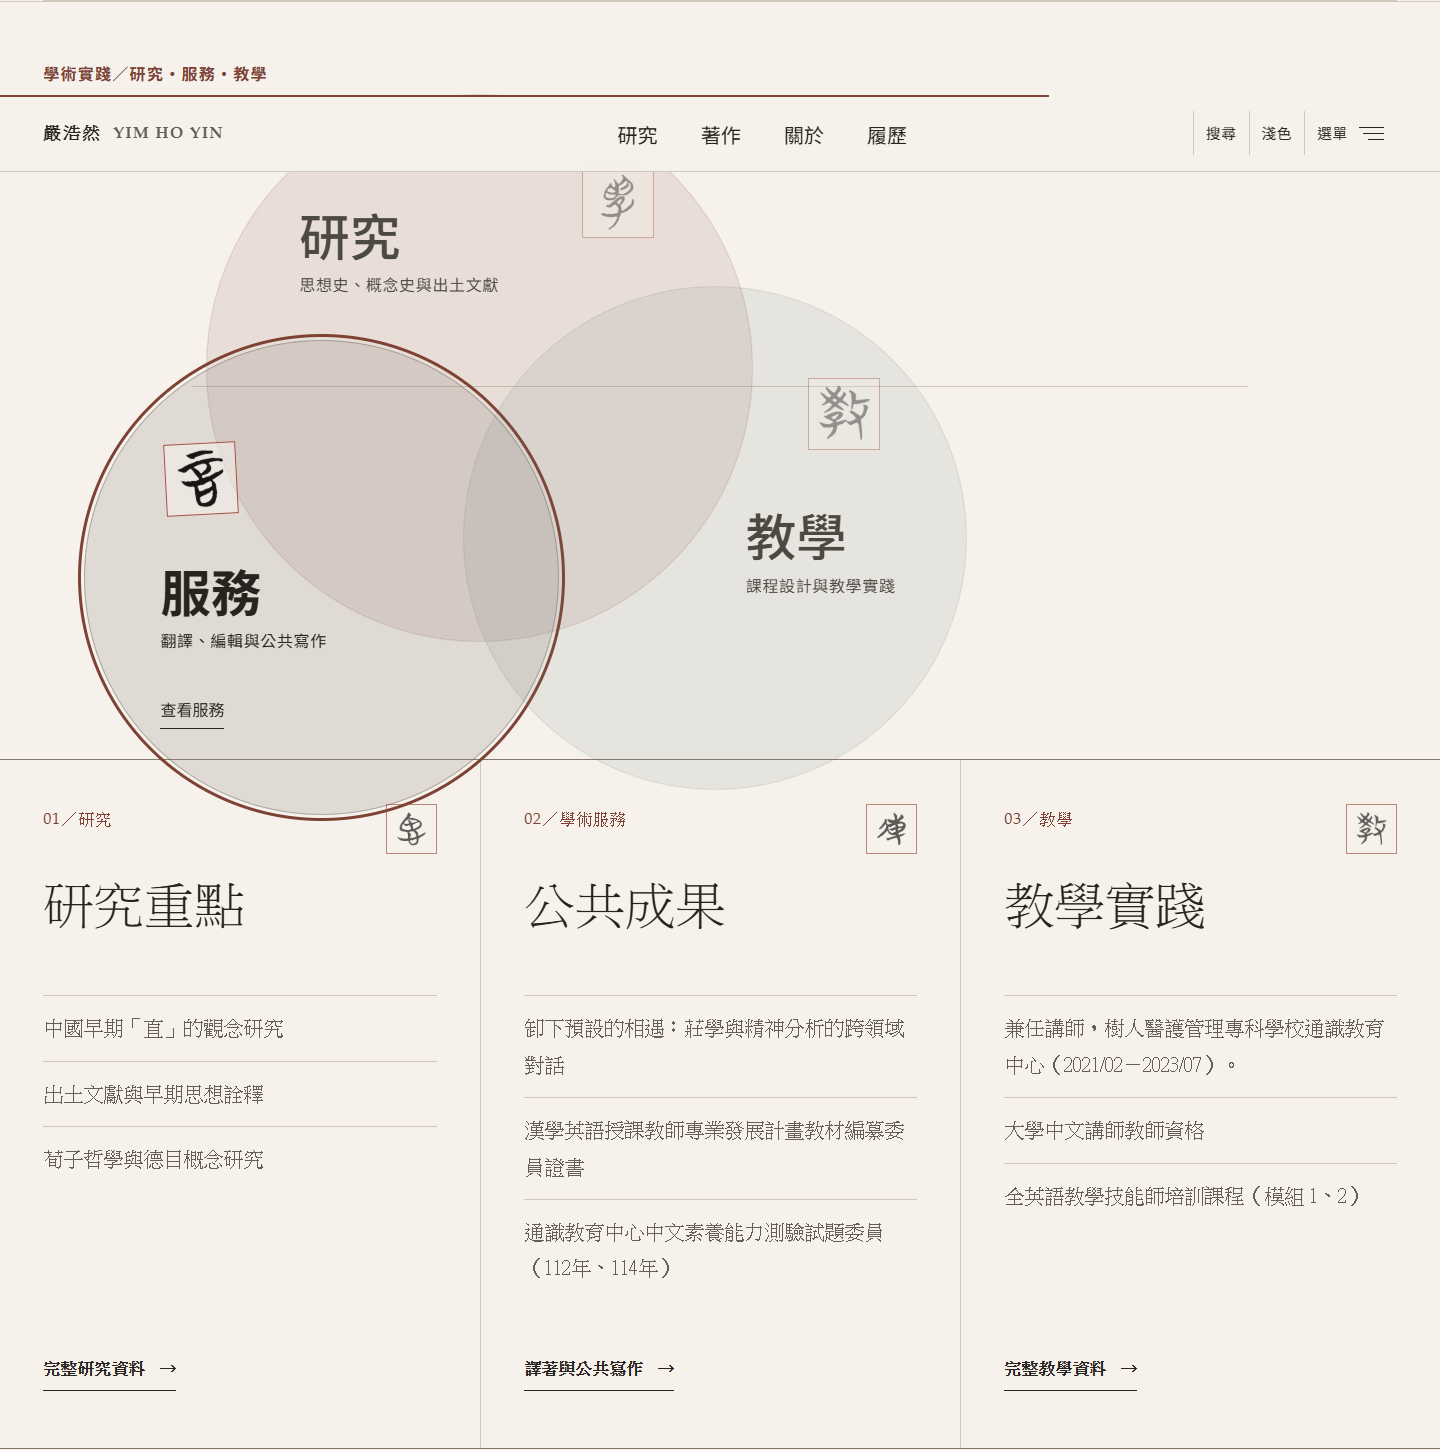 學術實踐／研究・服務・教學
嚴浩然 YIM HO YIN
研究
著作
關於
履歷
搜尋
淺色
選單
研究
思想史、概念史與出土文獻
教學
課程設計與教學實踐
服務
翻譯、編輯與公共寫作
查看服務
01／研究
研究重點
中國早期「直」的觀念研究
出土文獻與早期思想詮釋
荀子哲學與德目概念研究
完整研究資料 →
02／學術服務
公共成果
卸下預設的相遇：莊學與精神分析的跨領域
對話
漢學英語授課教師專業發展計畫教材編纂委
員證書
通識教育中心中文素養能力測驗試題委員
（112年、114年）
譯著與公共寫作 →
03／教學
教學實踐
兼任講師，樹人醫護管理專科學校通識教育
中心（2021/02－2023/07）。
大學中文講師教師資格
全英語教學技能師培訓課程（模組 1、2）
完整教學資料 →